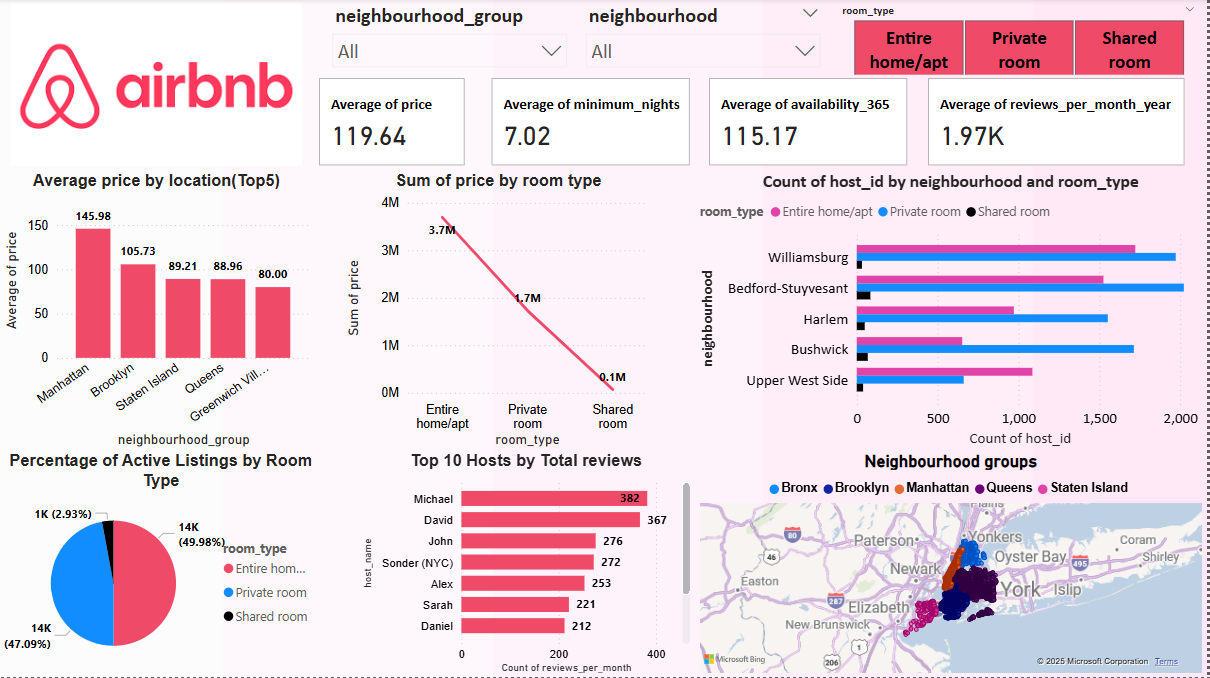 airbnb
neighbourhood_group
All
neighbourhood
All
room_type
Entire
home/apt
Private
room
Shared
room
Average of price
119.64
Average of minimum_nights
7.02
Average of availability_365
115.17
Average of reviews_per_month_year
1.97K
Average price by location(Top5)
Average of price
150
100
50
0
145.98
105.73
89.21
88.96
80.00
Manhattan
Brooklyn
Staten Island
Queens
Greenwich Vill...
neighbourhood_group
Sum of price by room type
Sum of price
4M
3M
2M
1M
0M
3.7M
1.7M
0.1M
Entire
home/apt
Private
room
Shared
room
room_type
Count of host_id by neighbourhood and room_type
room_type Entire home/apt Private room Shared room
neighbourhood
Williamsburg
Bedford-Stuyvesant
Harlem
Bushwick
Upper West Side
0 500 1,000 1,500 2,000
Count of host_id
Percentage of Active Listings by Room
Type
1K (2.93%)
14K
(49.98%)
14K
(47.09%)
room_type
Entire hom...
Private room
Shared room
Top 10 Hosts by Total reviews
host_name
Michael 382
David 367
John 276
Sonder (NYC) 272
Alex 253
Sarah 221
Daniel 212
0 200 400
Count of reviews_per_month
Neighbourhood groups
Bronx Brooklyn Manhattan Queens Staten Island
Plains
80
Paterson
Yonkers
46
Oyster Bay
495
Coram
Shirley
Newark
Easton
York
Islip
287
Elizabeth
New Brunswick
1
206
Microsoft Bing
© 2025 Microsoft Corporation Terms